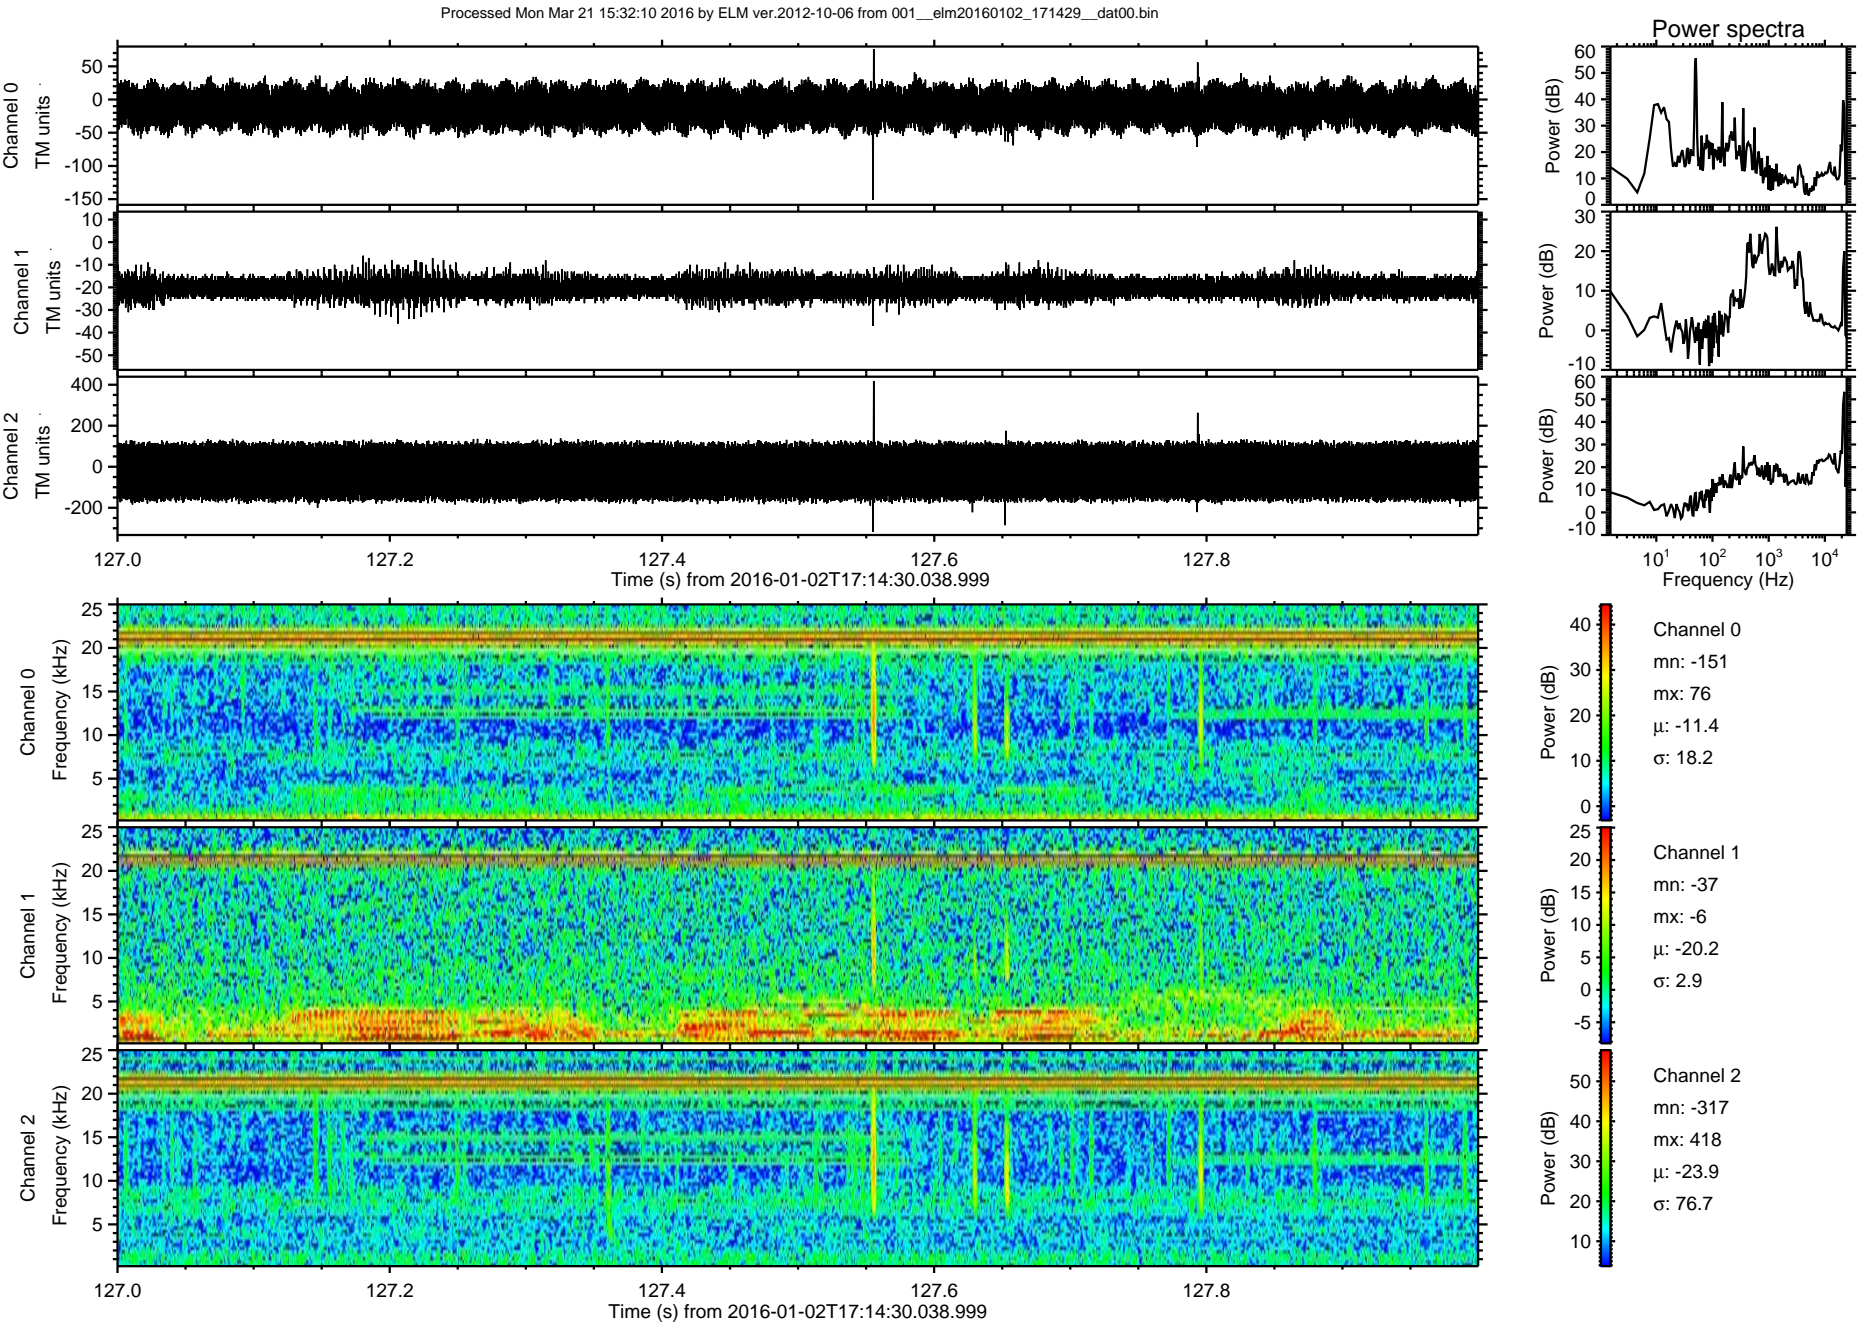 Processed Mon Mar 21 15:32:10 2016 by ELM ver.2012-10-06 from 001__elm20160102_171429__dat00.bin
Power spectra
Channel 0
TM units
50
0
-50
-100
-150
Power (dB)
60
50
40
30
20
10
0
Channel 1
TM units
10
0
-10
-20
-30
-40
-50
Power (dB)
30
20
10
0
-10
Channel 2
TM units
400
200
0
-200
Power (dB)
60
50
40
30
20
10
0
-10
127.0 127.2 127.4 127.6 127.8
Time (s) from 2016-01-02T17:14:30.038.999
10¹ 10² 10³ 10⁴
Frequency (Hz)
Channel 0
Frequency (kHz)
25
20
15
10
5
Power (dB)
40
30
20
10
0
Channel 0
mn: -151
mx: 76
μ: -11.4
σ: 18.2
Channel 1
Frequency (kHz)
25
20
15
10
5
Power (dB)
25
20
15
10
5
0
-5
Channel 1
mn: -37
mx: -6
μ: -20.2
σ: 2.9
Channel 2
Frequency (kHz)
25
20
15
10
5
Power (dB)
50
40
30
20
10
Channel 2
mn: -317
mx: 418
μ: -23.9
σ: 76.7
127.0 127.2 127.4 127.6 127.8
Time (s) from 2016-01-02T17:14:30.038.999